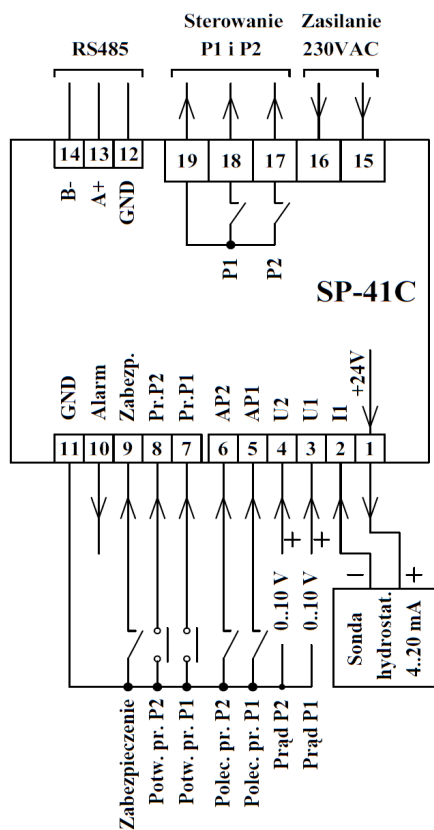 RS485
Sterowanie
P1 i P2
Zasilanie
230VAC
14
13
12
19
18
17
16
15
B-
A+
GND
P1
P2
SP-41C
GND
Alarm
Zabezp.
Pr.P2
Pr.P1
AP2
AP1
U2
U1
I1
+24V
11
10
9
8
7
6
5
4
3
2
1
+
+
0..10 V
0..10 V
–
+
Sonda
hydrostat.
4..20 mA
Zabezpieczenie
Potw. pr. P2
Potw. pr. P1
Polec. pr. P2
Polec. pr. P1
Prąd P2
Prąd P1